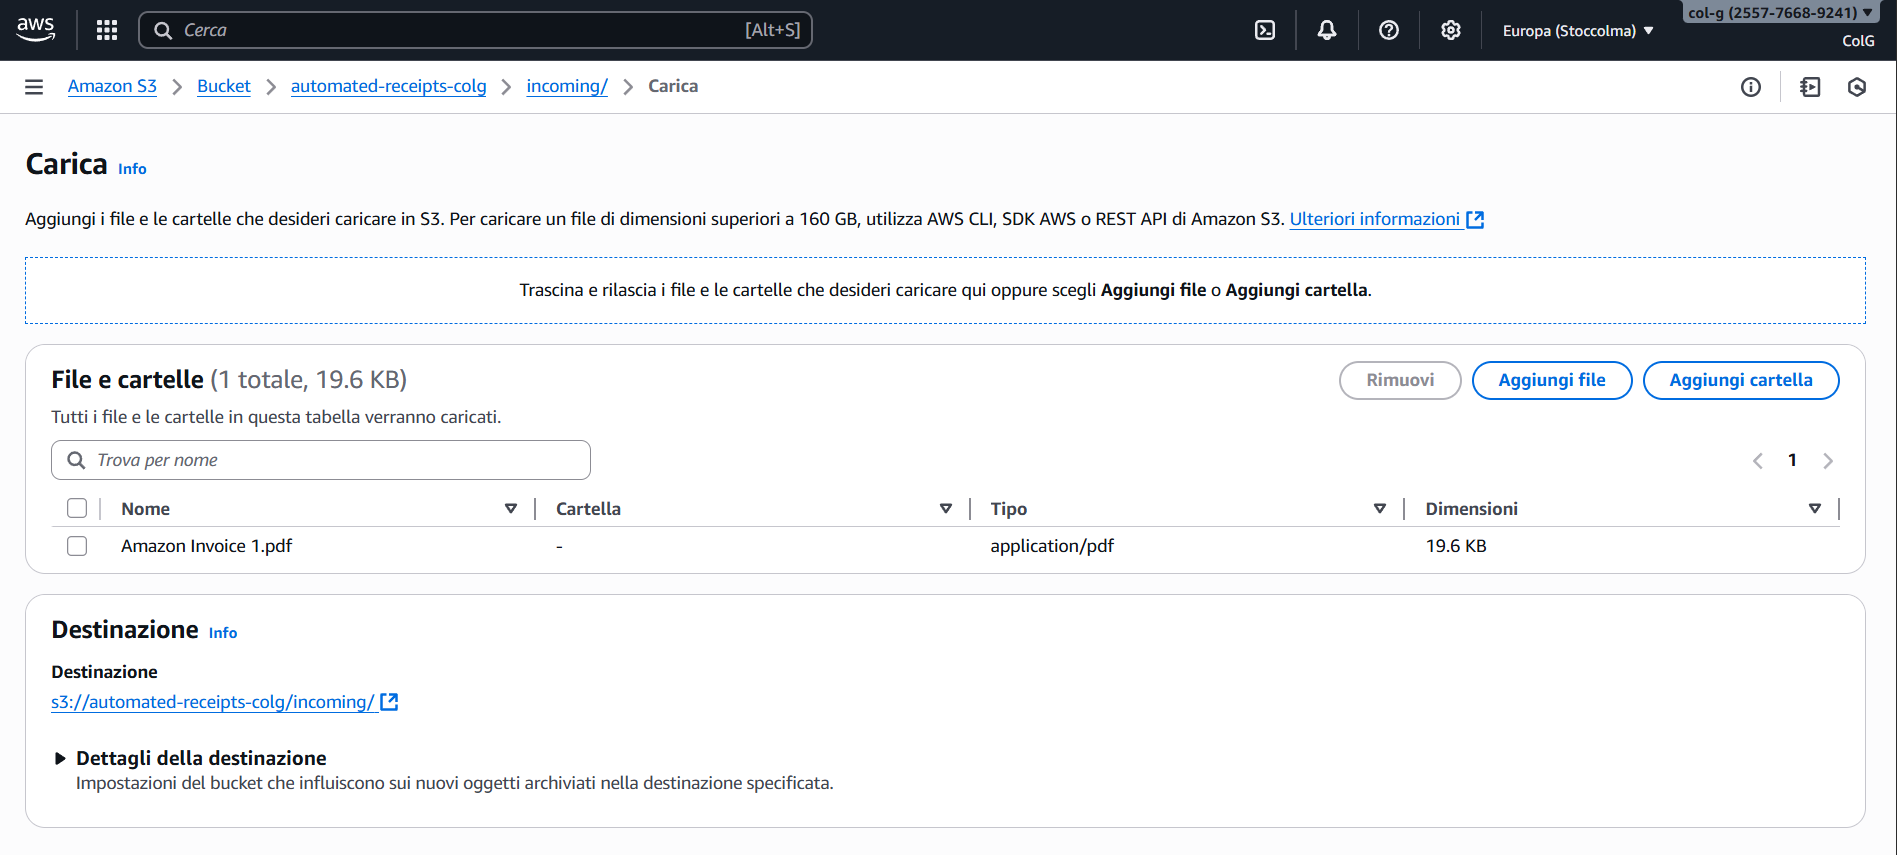 aws
Cerca [Alt+S]
Europa (Stoccolma)
col-g (2557-7668-9241)
ColG
Amazon S3 Bucket automated-receipts-colg incoming/ Carica
Carica Info
Aggiungi i file e le cartelle che desideri caricare in S3. Per caricare un file di dimensioni superiori a 160 GB, utilizza AWS CLI, SDK AWS o REST API di Amazon S3. Ulteriori informazioni
Trascina e rilascia i file e le cartelle che desideri caricare qui oppure scegli Aggiungi file o Aggiungi cartella.
File e cartelle (1 totale, 19.6 KB)
Rimuovi Aggiungi file Aggiungi cartella
Tutti i file e le cartelle in questa tabella verranno caricati.
Trova per nome
1
Nome Cartella Tipo Dimensioni
Amazon Invoice 1.pdf - application/pdf 19.6 KB
Destinazione Info
Destinazione
s3://automated-receipts-colg/incoming/
Dettagli della destinazione
Impostazioni del bucket che influiscono sui nuovi oggetti archiviati nella destinazione specificata.